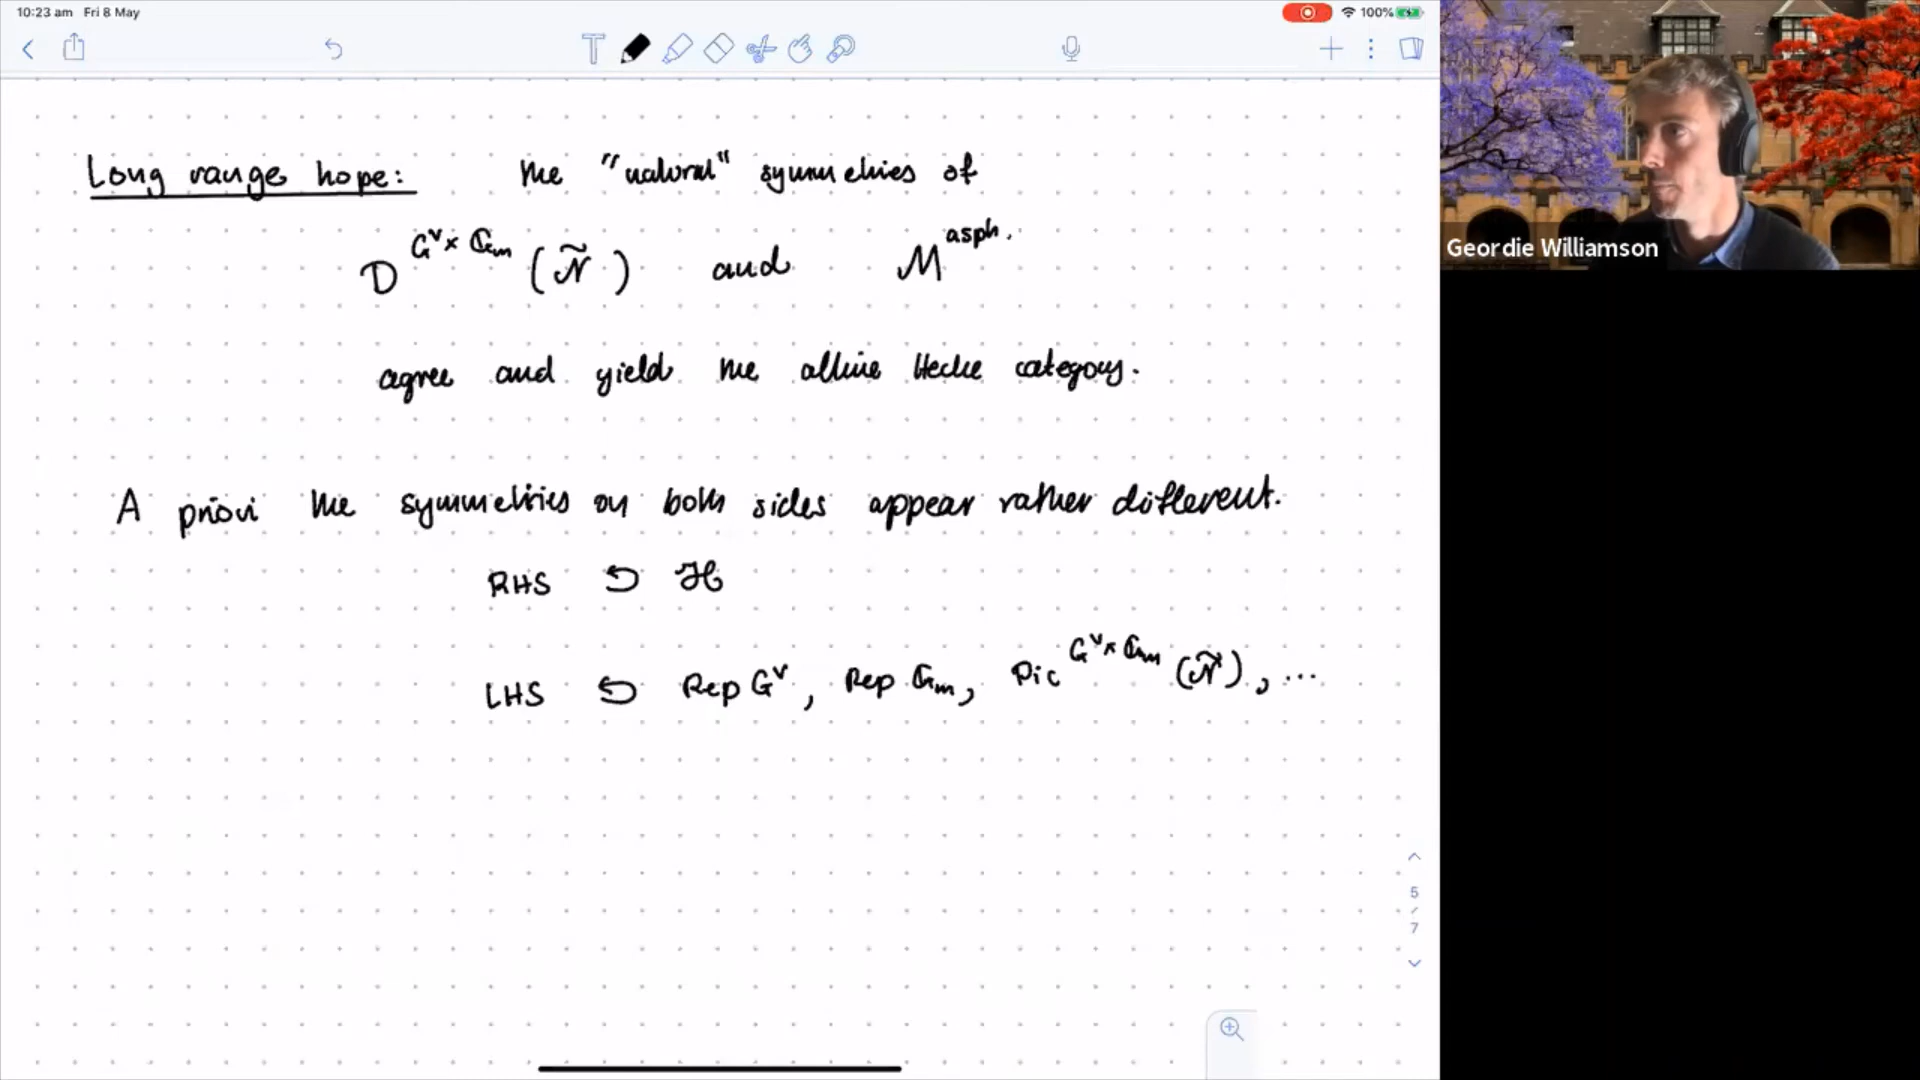 10:23 am Fri 8 May
100%
Long range hope: the "natural" symmetries of
D^{G^∨ × G_m}(Ñ) and M^{asph.}
agree and yield the affine Hecke category.
A priori the symmetries on both sides appear rather different.
RHS ↺ H
LHS ↺ Rep G^∨, Rep G_m, Pic^{G^∨ × G_m}(Ñ), ...
5
/
7
Geordie Williamson